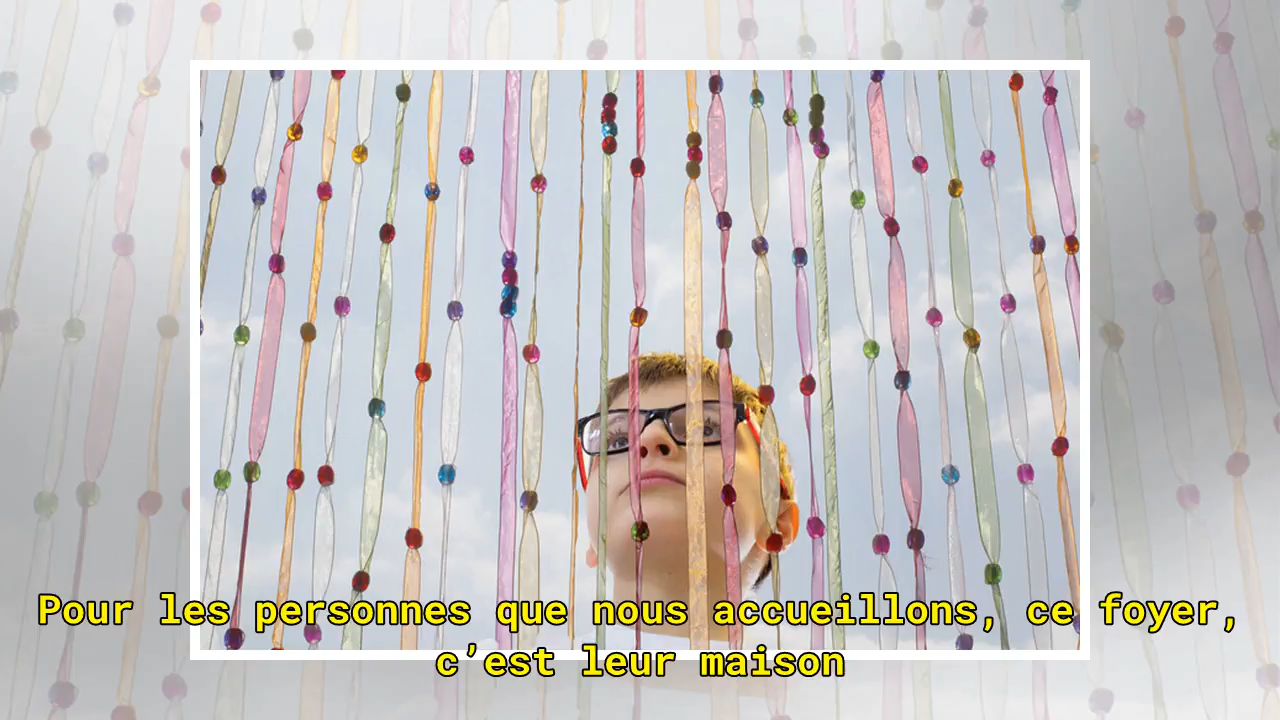 Pour les personnes que nous accueillons, ce foyer,
c’est leur maison